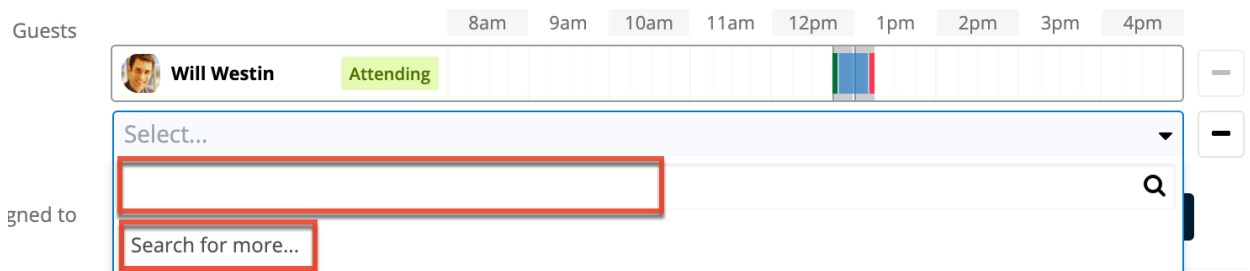 Guests 8am 9am 10am 11am 12pm 1pm 2pm 3pm 4pm
Will Westin Attending
Select...
gned to
Search for more...